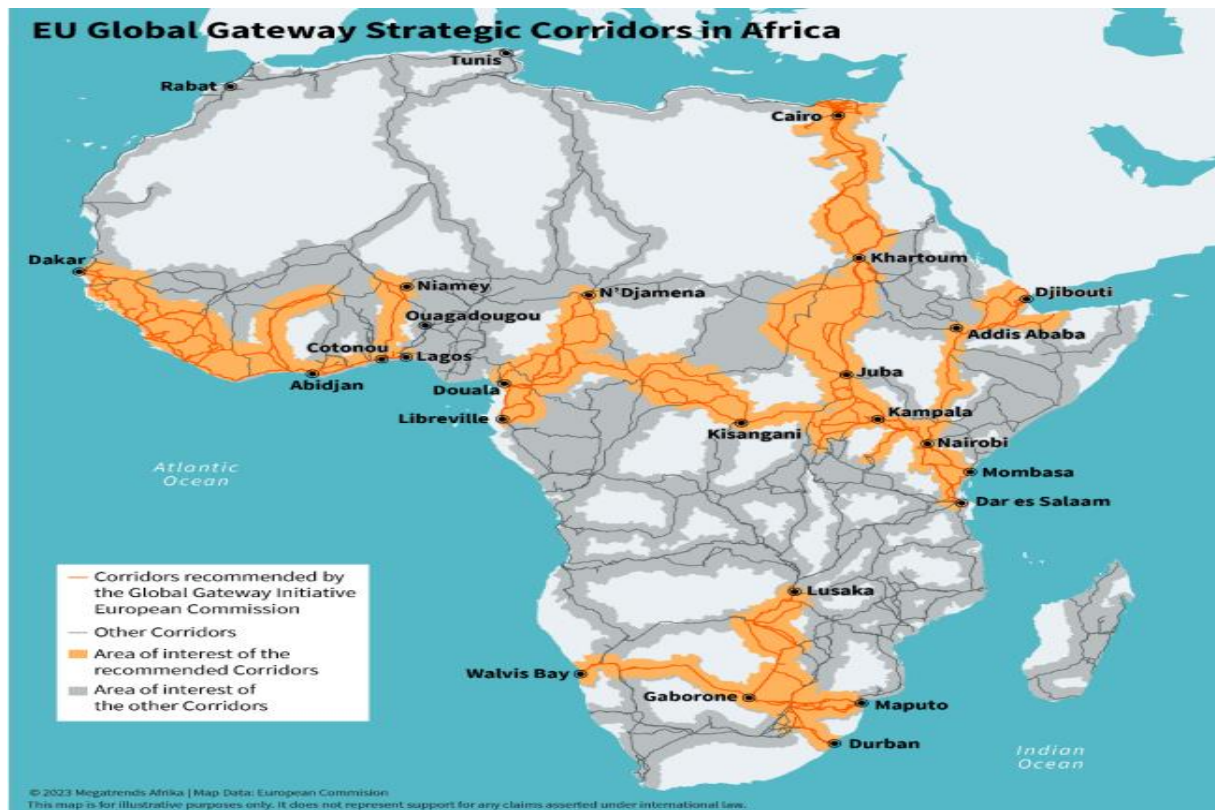 EU Global Gateway Strategic Corridors in Africa
Tunis
Rabat
Cairo
Dakar
Khartoum
Niamey
N'Djamena
Djibouti
Ouagadougou
Addis Ababa
Cotonou
Lagos
Abidjan
Juba
Douala
Kampala
Libreville
Kisangani
Nairobi
Atlantic
Ocean
Mombasa
Dar es Salaam
Corridors recommended by
the Global Gateway Initiative
European Commission
Other Corridors
Area of interest of the
recommended Corridors
Area of interest of
the other Corridors
Lusaka
Walvis Bay
Gaborone
Maputo
Durban
Indian
Ocean
© 2023 Megatrends Afrika | Map Data: European Commision
This map is for illustrative purposes only. It does not represent support for any claims asserted under international law.